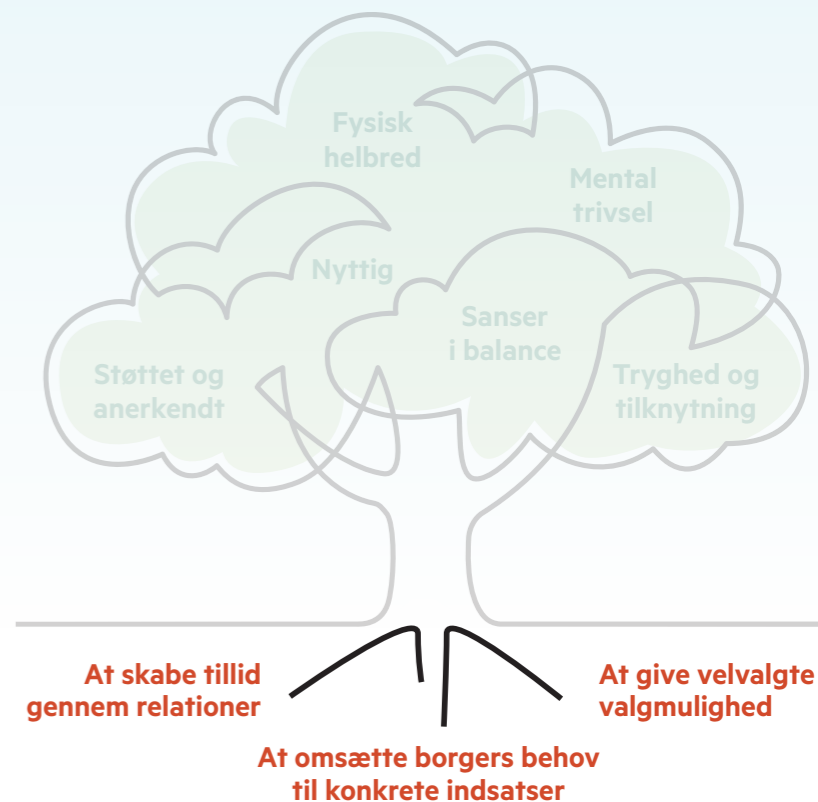 Fysisk
helbred
Mental
trivsel
Nyttig
Sanser
i balance
Støttet og
anerkendt
Tryghed og
tilknytning
At skabe tillid
gennem relationer
At give velvalgte
valgmulighed
At omsætte borgers behov
til konkrete indsatser